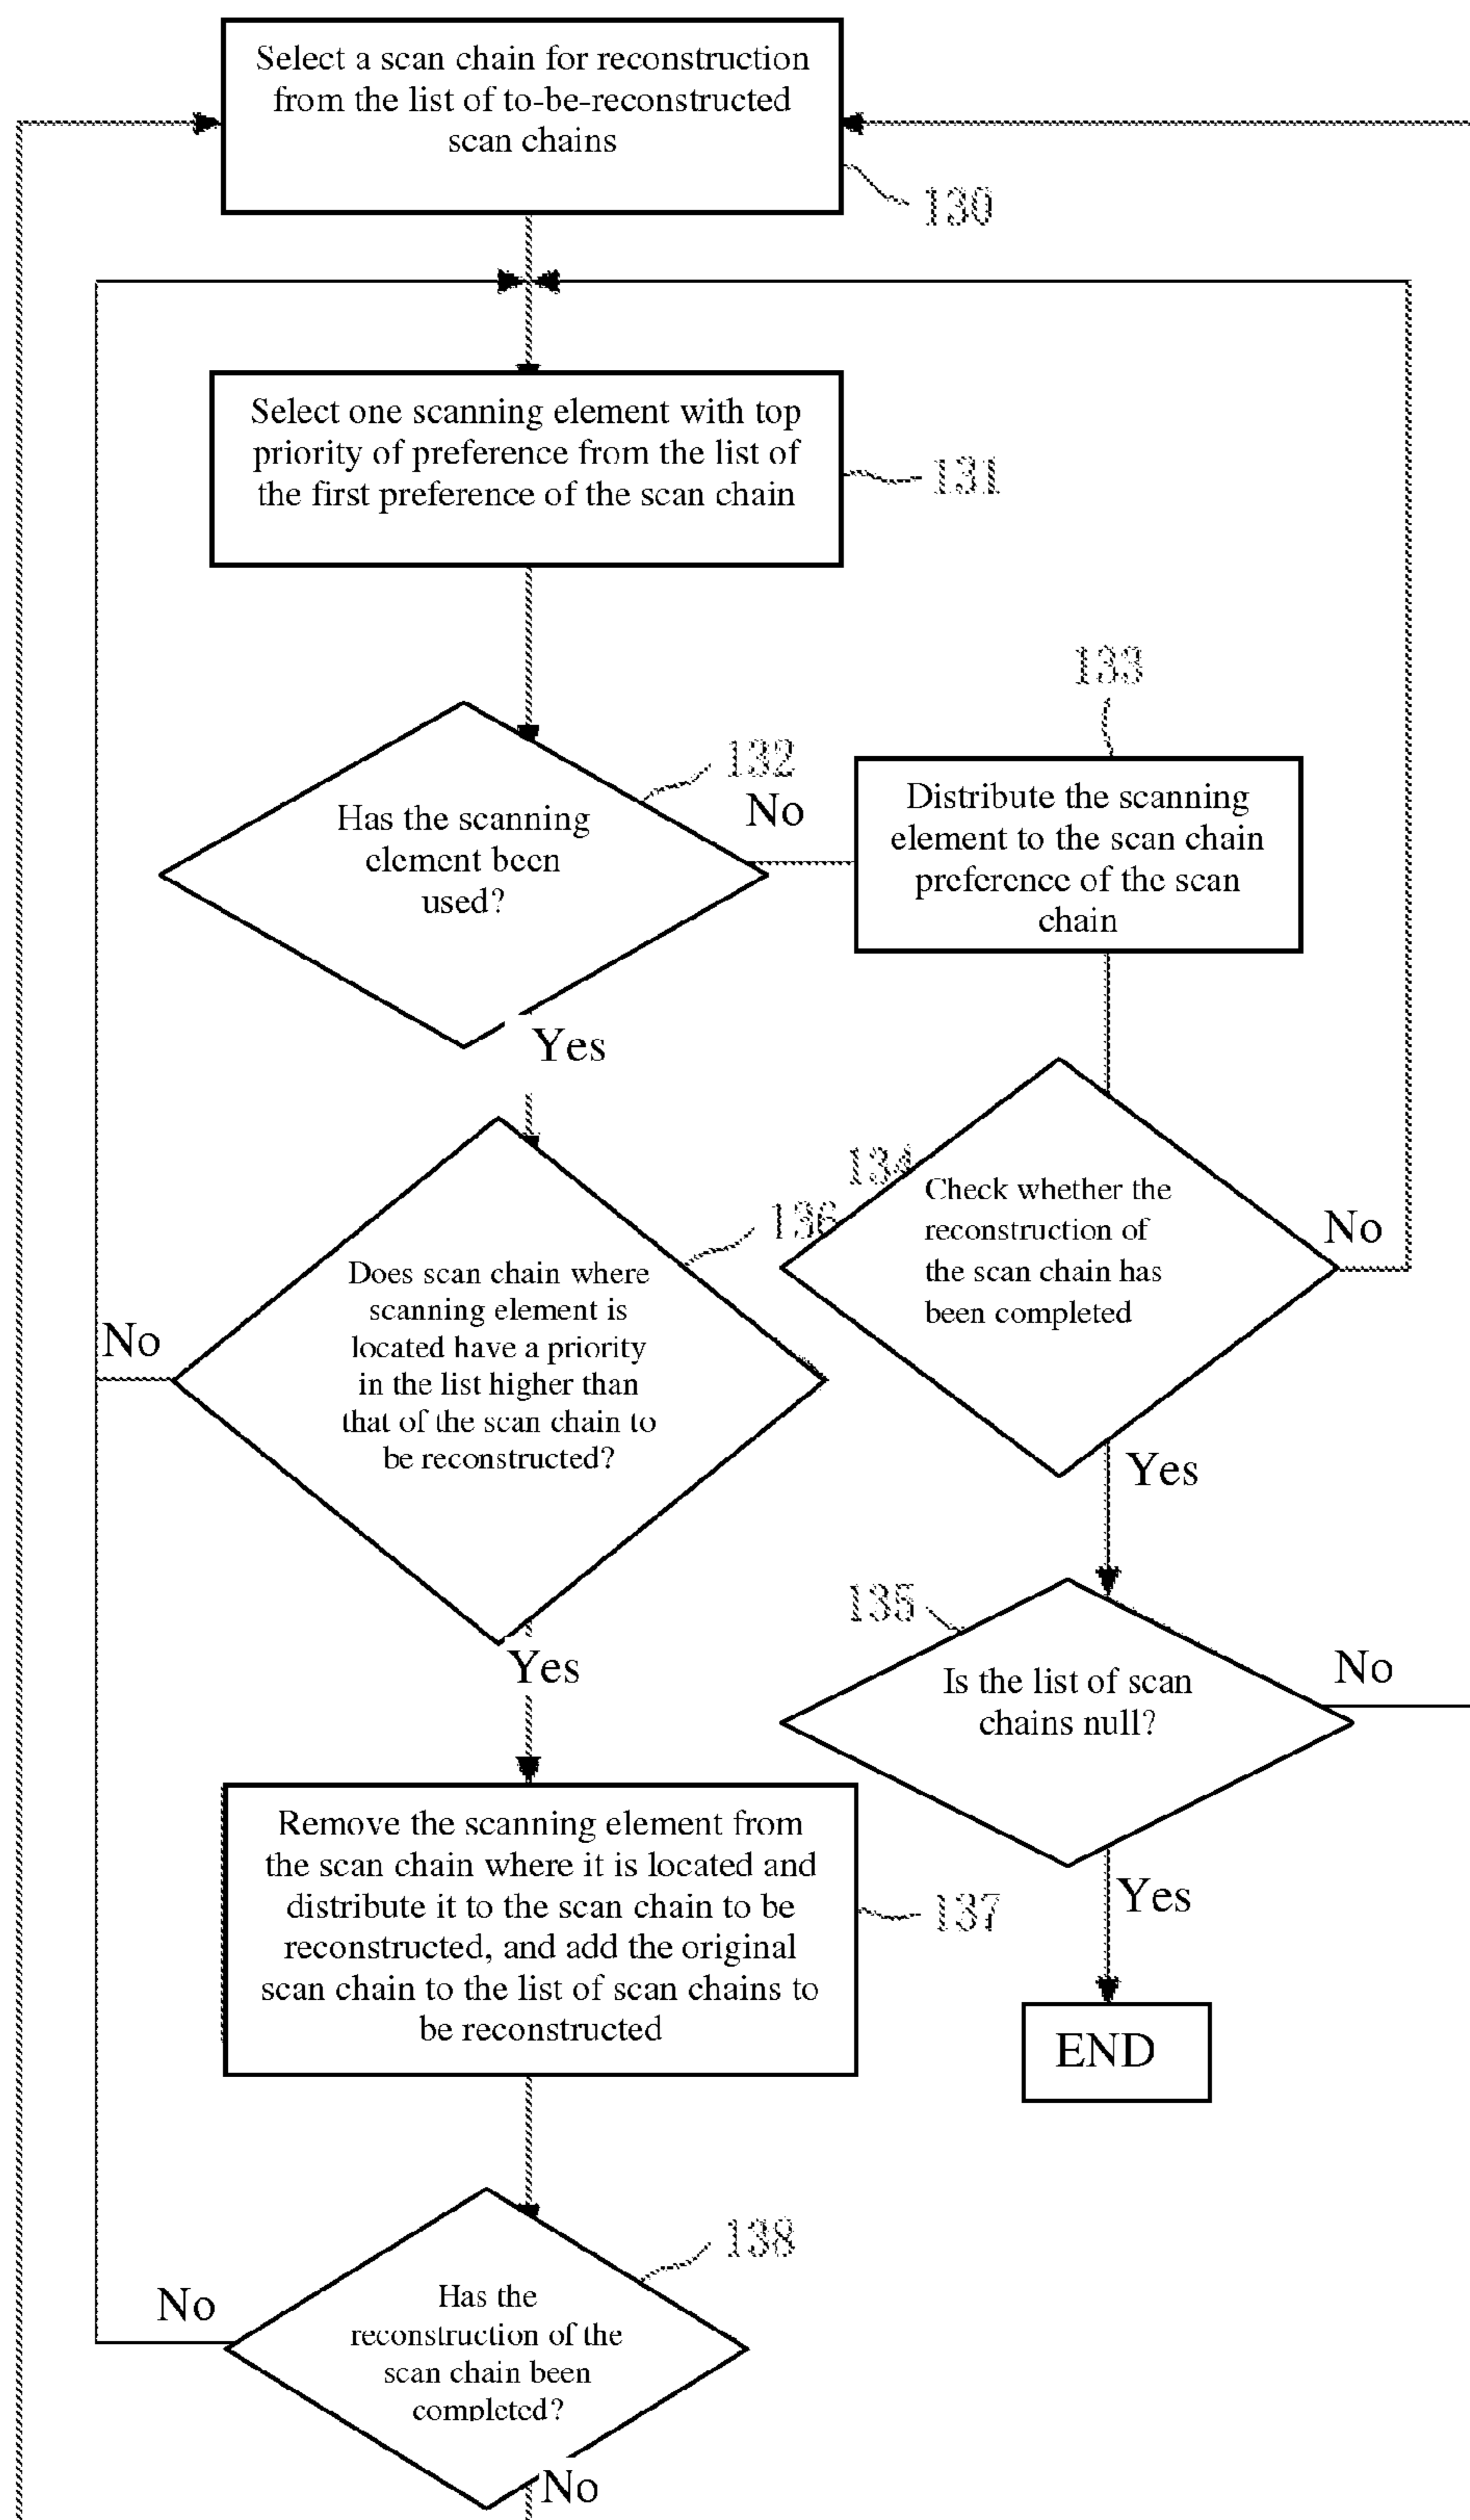 Select a scan chain for reconstruction
from the list of to-be-reconstructed
scan chains
130
Select one scanning element with top
priority of preference from the list of
the first preference of the scan chain
131
133
132
No
Has the scanning
element been
used?
Distribute the scanning
element to the scan chain
preference of the scan
chain
Yes
134
136
Check whether the
reconstruction of
the scan chain has
been completed
No
Does scan chain where
scanning element is
located have a priority
in the list higher than
that of the scan chain to
be reconstructed?
No
Yes
135
Is the list of scan
chains null?
No
Yes
Remove the scanning element from
the scan chain where it is located and
distribute it to the scan chain to be
reconstructed, and add the original
scan chain to the list of scan chains to
be reconstructed
137
Yes
END
138
Has the
reconstruction of the
scan chain been
completed?
No
No